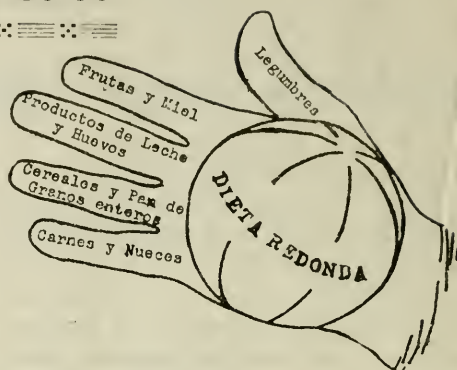 Legumbres
Frutas y Miel
Productos de Leche
y Huevos
Cereales y Pan de
Granos enteros
Carnes y Nueces
DIETA REDONDA